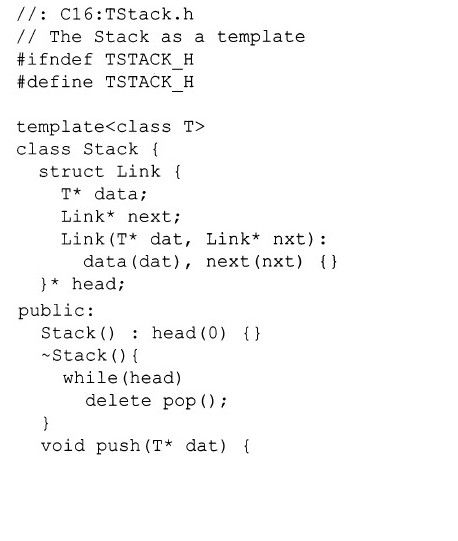 //: C16:TStack.h
// The Stack as a template
#ifndef TSTACK_H
#define TSTACK_H
template<class T>
class Stack {
struct Link {
T* data;
Link* next;
Link(T* dat, Link* nxt):
data(dat), next(nxt) {}
}* head;
public:
Stack() : head(0) {}
~Stack(){
while(head)
delete pop();
}
void push(T* dat) {